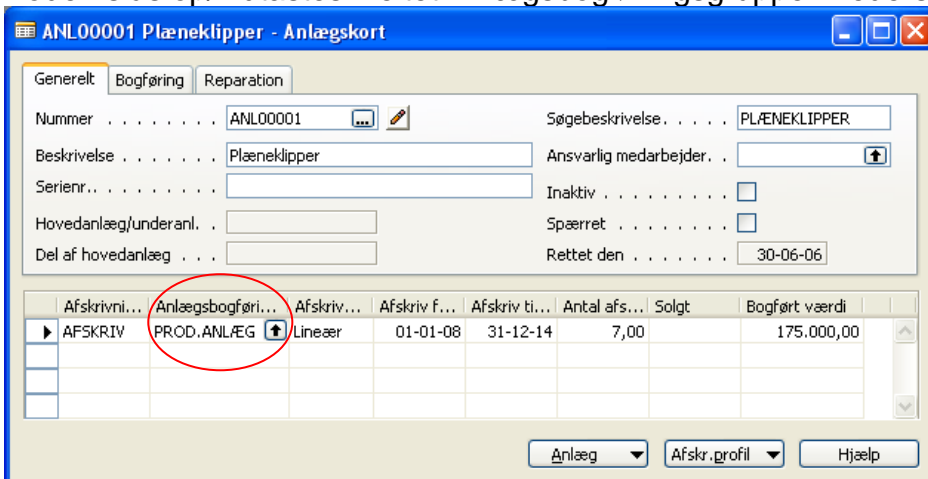 ANL00001 Plæneklipper - Anlægskort
Generelt Bogføring Reparation
Nummer . . . . . . . . ANL00001 ... Søgebeskrivelse. . . . . PLÆNEKLIPPER
Beskrivelse . . . . . . . Plæneklipper Ansvarlig medarbejder. .
Serienr.. . . . . . . . . Inaktiv . . . . . . . . .
Hovedanlæg/underanl. . Spærret . . . . . . . .
Del af hovedanlæg . . . Rettet den . . . . . . . 30-06-06
Afskrivni... Anlægsbogføri... Afskriv... Afskriv f... Afskriv ti... Antal afs... Solgt Bogført værdi
AFSKRIV PROD.ANLÆG Lineær 01-01-08 31-12-14 7,00 175.000,00
Anlæg Afskr.profil Hjælp